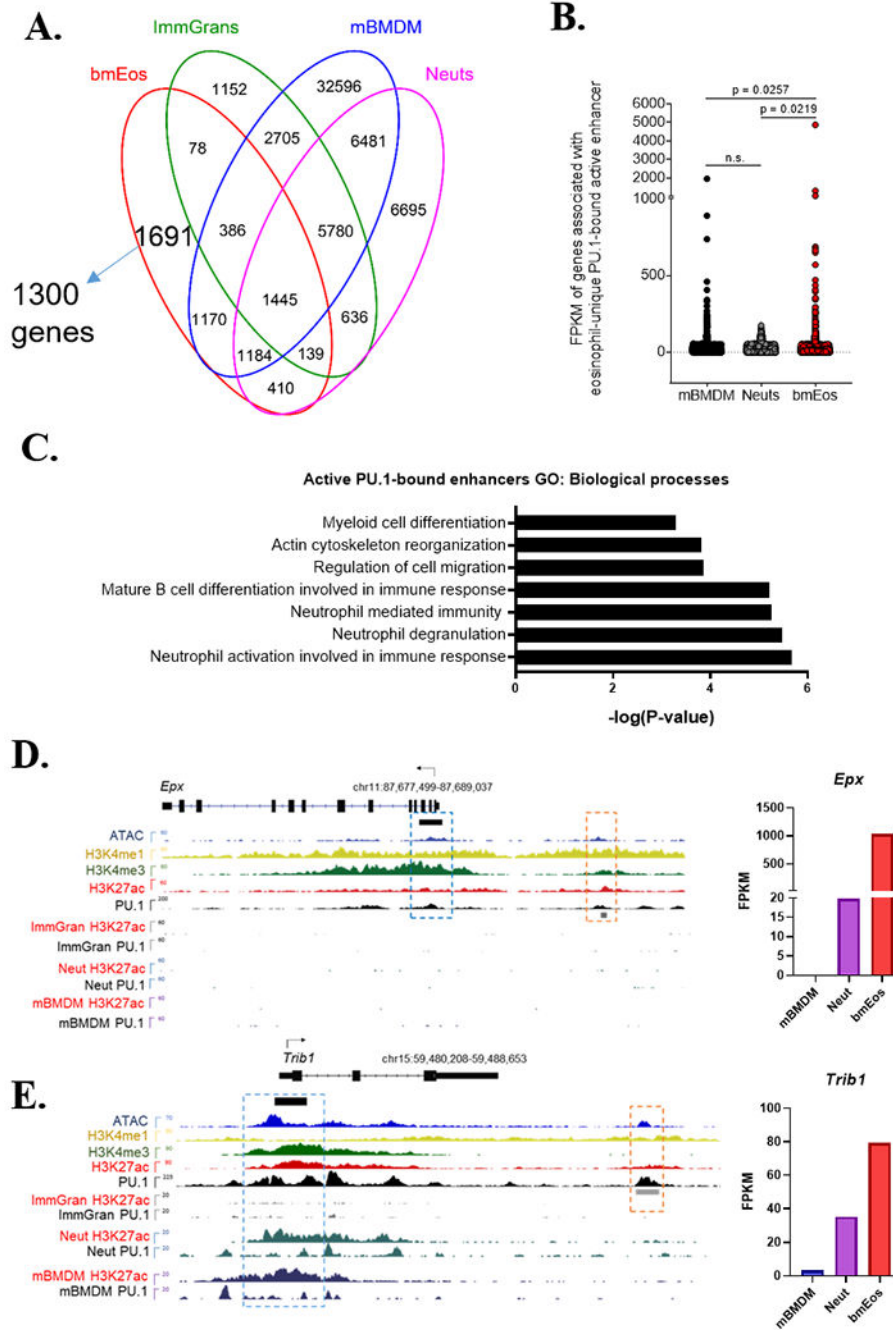 A.
ImmGrans
mBMDM
bmEos
Neuts
1152
32596
78
2705
6481
1691
386
5780
6695
1300
genes
1445
1170
636
1184
139
410
B.
p = 0.0257
p = 0.0219
n.s.
FPKM of genes associated with
eosinophil-unique PU.1-bound active enhancer
6000
5000
4000
3000
2000
1000
500
0
mBMDM Neuts bmEos
C.
Active PU.1-bound enhancers GO: Biological processes
Myeloid cell differentiation
Actin cytoskeleton reorganization
Regulation of cell migration
Mature B cell differentiation involved in immune response
Neutrophil mediated immunity
Neutrophil degranulation
Neutrophil activation involved in immune response
0 2 4 6
-log(P-value)
D.
Epx
chr11:87,677,499-87,689,037
ATAC
H3K4me1
H3K4me3
H3K27ac
PU.1 200
ImmGran H3K27ac
ImmGran PU.1
Neut H3K27ac
Neut PU.1
mBMDM H3K27ac
mBMDM PU.1
Epx
FPKM
1500
1000
500
20
15
10
5
0
mBMDM
Neut
bmEos
E.
Trib1
chr15:59,480,208-59,488,653
ATAC
H3K4me1
H3K4me3
H3K27ac
PU.1
ImmGran H3K27ac 20
ImmGran PU.1 20
Neut H3K27ac
Neut PU.1 20
mBMDM H3K27ac 20
mBMDM PU.1 20
Trib1
FPKM
100
80
60
40
20
0
mBMDM
Neut
bmEos